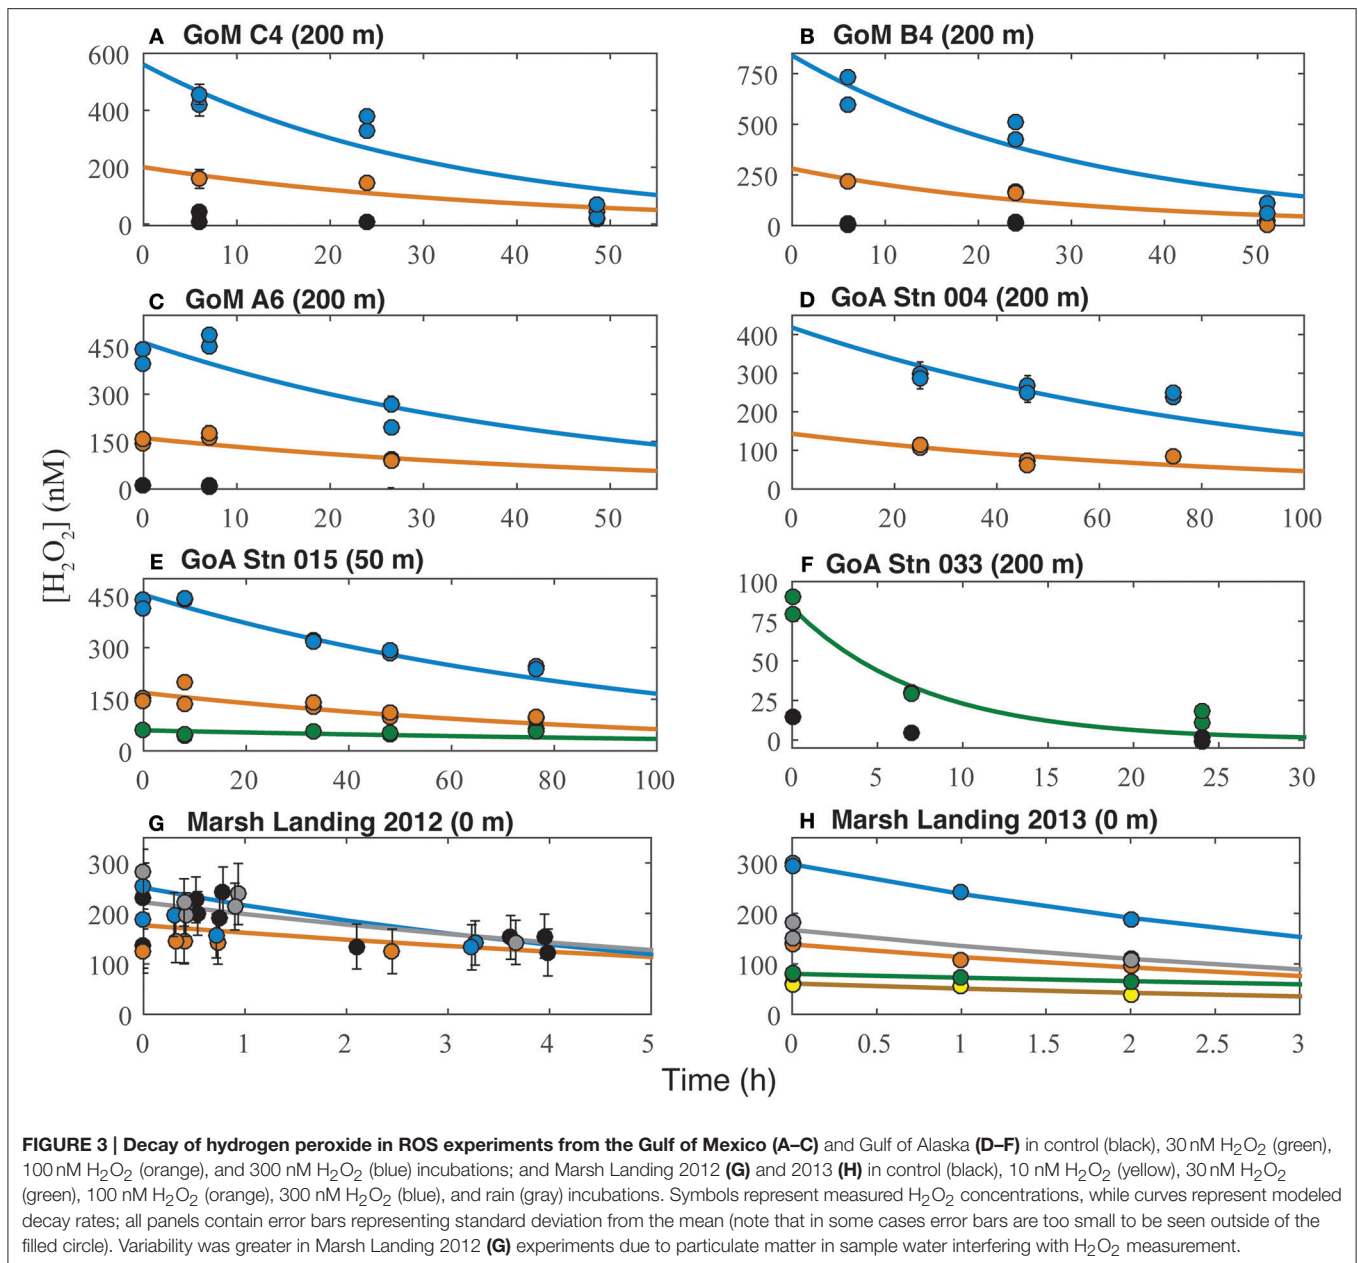 A GoM C4 (200 m)
600
400
200
0
0 10 20 30 40 50
B GoM B4 (200 m)
750
500
250
0
0 10 20 30 40 50
C GoM A6 (200 m)
450
300
150
0
0 10 20 30 40 50
D GoA Stn 004 (200 m)
400
300
200
100
0
0 20 40 60 80 100
E GoA Stn 015 (50 m)
450
300
150
0
0 20 40 60 80 100
F GoA Stn 033 (200 m)
100
75
50
25
0
0 5 10 15 20 25 30
G Marsh Landing 2012 (0 m)
300
200
100
0
0 1 2 3 4 5
H Marsh Landing 2013 (0 m)
300
200
100
0
0 0.5 1 1.5 2 2.5 3
[H₂O₂] (nM)
Time (h)
FIGURE 3 | Decay of hydrogen peroxide in ROS experiments from the Gulf of Mexico (A–C) and Gulf of Alaska (D–F) in control (black), 30 nM H₂O₂ (green),
100 nM H₂O₂ (orange), and 300 nM H₂O₂ (blue) incubations; and Marsh Landing 2012 (G) and 2013 (H) in control (black), 10 nM H₂O₂ (yellow), 30 nM H₂O₂
(green), 100 nM H₂O₂ (orange), 300 nM H₂O₂ (blue), and rain (gray) incubations. Symbols represent measured H₂O₂ concentrations, while curves represent modeled
decay rates; all panels contain error bars representing standard deviation from the mean (note that in some cases error bars are too small to be seen outside of the
filled circle). Variability was greater in Marsh Landing 2012 (G) experiments due to particulate matter in sample water interfering with H₂O₂ measurement.